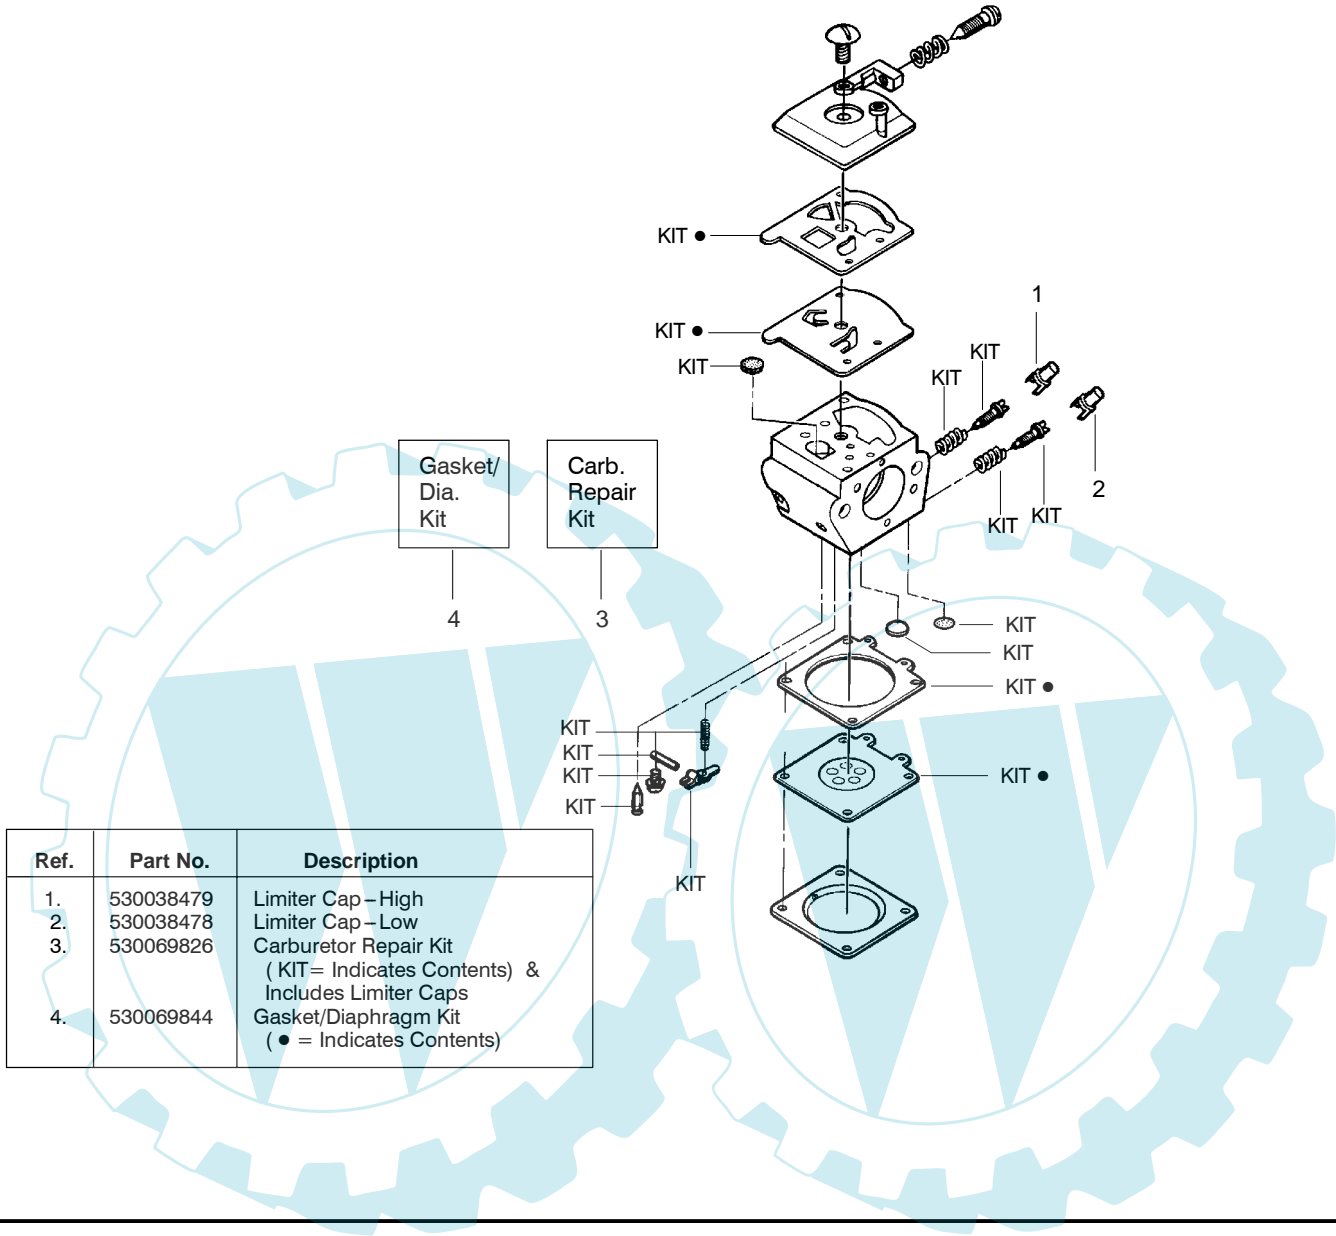 KIT ●
KIT ●
KIT
1
KIT
KIT
2
KIT
KIT
Gasket/
Dia.
Kit
Carb.
Repair
Kit
4
3
KIT
KIT
KIT ●
KIT
KIT
KIT
KIT ●
KIT
KIT
Ref. Part No. Description
1. 530038479 Limiter Cap–High
2. 530038478 Limiter Cap–Low
3. 530069826 Carburetor Repair Kit
( KIT= Indicates Contents) &
Includes Limiter Caps
4. 530069844 Gasket/Diaphragm Kit
( ● = Indicates Contents)